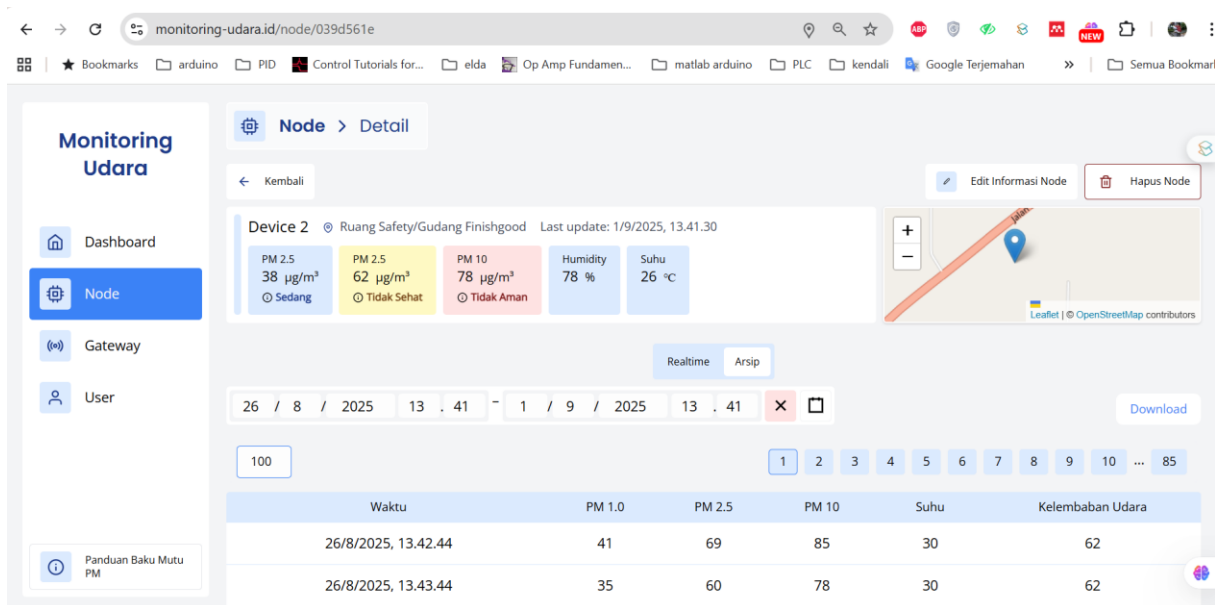 monitoring-udara.id/node/039d561e
ABP
NEW
Bookmarks arduino PID Control Tutorials for... elda Op Amp Fundamen... matlab arduino PLC kendali Google Terjemahan » Semua Bookmark
Monitoring
Udara
Dashboard
Node
Gateway
User
Panduan Baku Mutu
PM
Node > Detail
Kembali
Edit Informasi Node
Hapus Node
Device 2 Ruang Safety/Gudang Finishgood Last update: 1/9/2025, 13.41.30
PM 2.5 PM 2.5 PM 10 Humidity Suhu
38 µg/m³ 62 µg/m³ 78 µg/m³ 78 % 26 °C
Sedang Tidak Sehat Tidak Aman
+
−
Jalan
Leaflet | © OpenStreetMap contributors
Realtime Arsip
26 / 8 / 2025 13 . 41 – 1 / 9 / 2025 13 . 41
Download
100
1 2 3 4 5 6 7 8 9 10 ... 85
Waktu PM 1.0 PM 2.5 PM 10 Suhu Kelembaban Udara
26/8/2025, 13.42.44 41 69 85 30 62
26/8/2025, 13.43.44 35 60 78 30 62